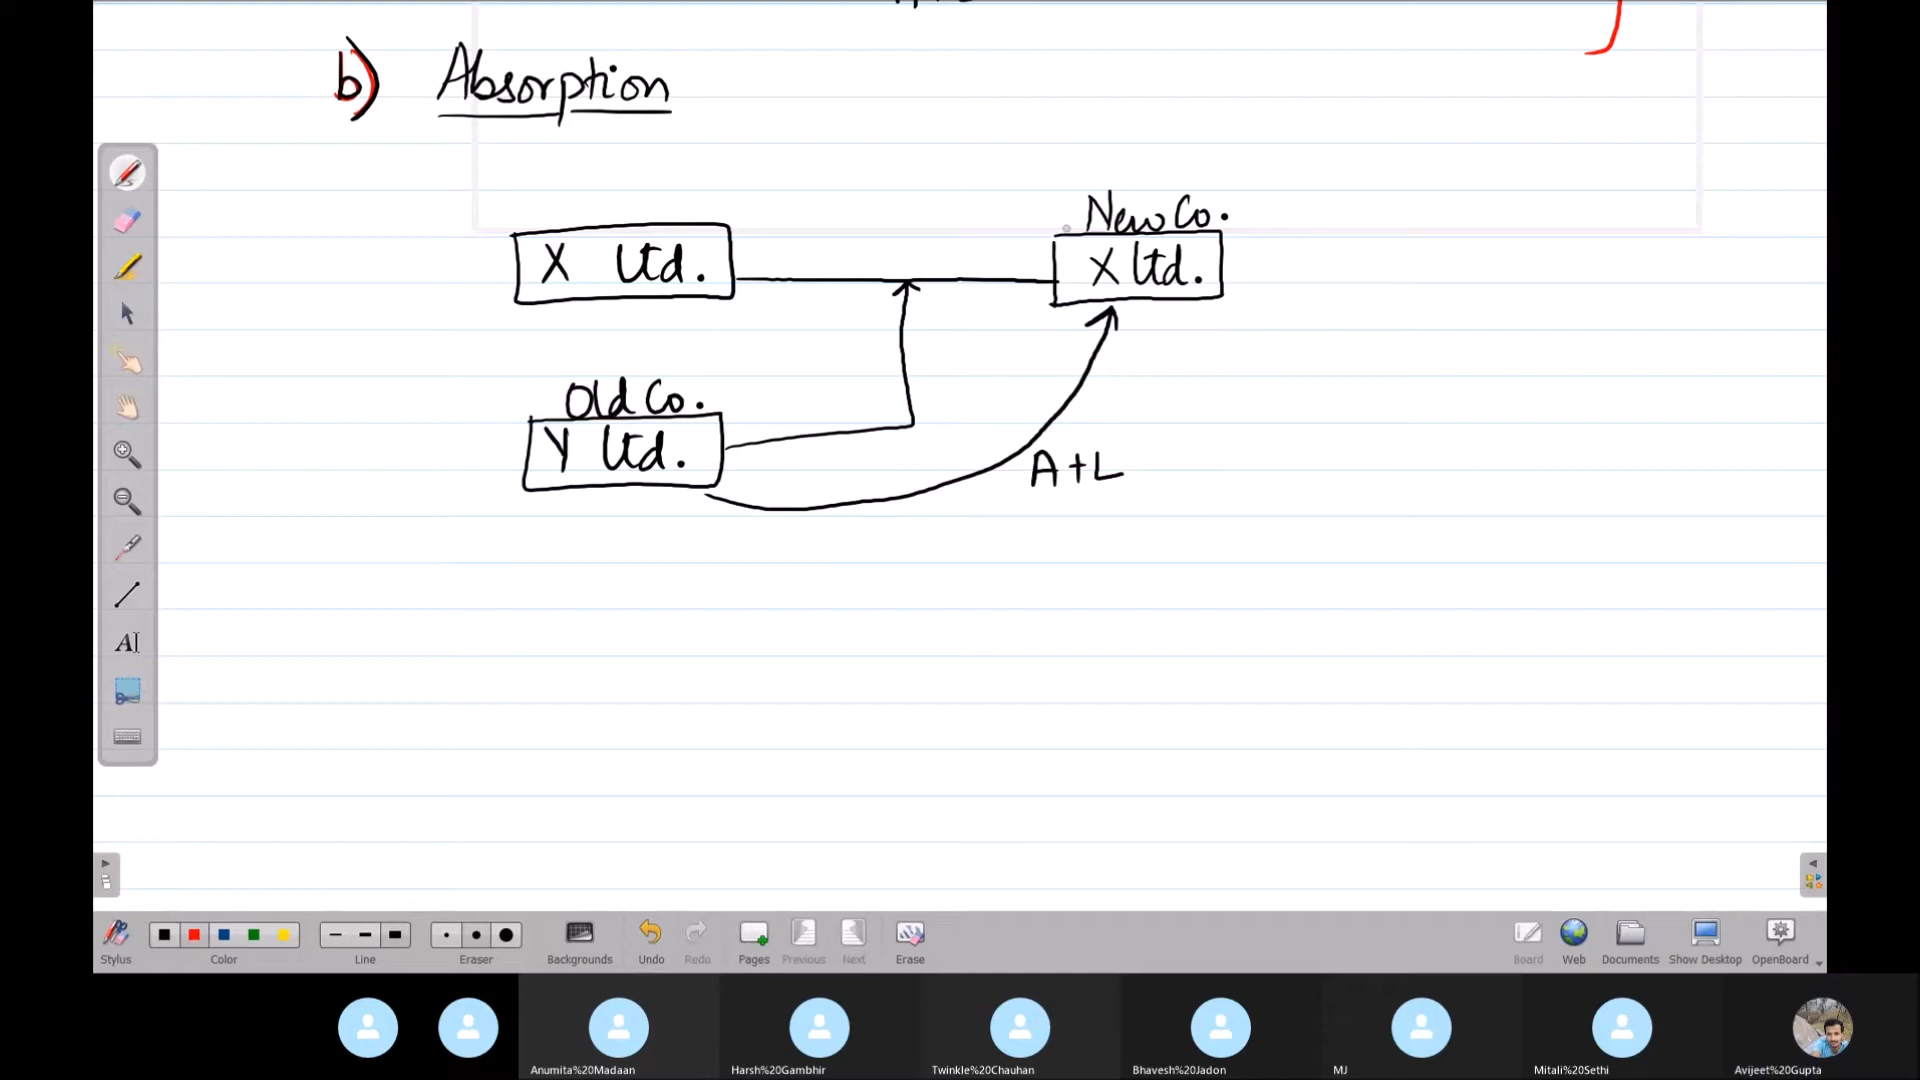 b) Absorption
New Co.
X Ltd.
X Ltd.
Old Co.
Y Ltd.
A+L
Stylus
Color
Line
Eraser
Backgrounds
Undo
Redo
Pages
Previous
Next
Erase
Board
Web
Documents
Show Desktop
OpenBoard
Anumita%20Madaan
Harsh%20Gambhir
Twinkle%20Chauhan
Bhavesh%20Jadon
MJ
Mitali%20Sethi
Avijeet%20Gupta